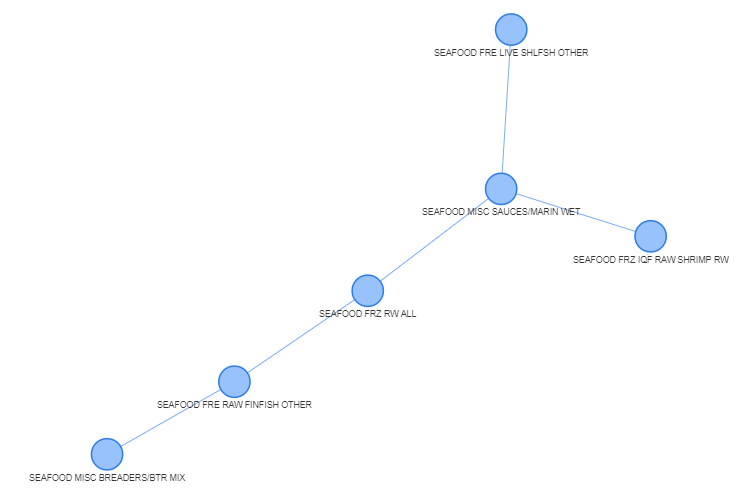 SEAFOOD FRE LIVE SHLFSH OTHER
SEAFOOD MISC SAUCES/MARIN WET
SEAFOOD FRZ IQF RAW SHRIMP RW
SEAFOOD FRZ RW ALL
SEAFOOD FRE RAW FINFISH OTHER
SEAFOOD MISC BREADERS/BTR MIX